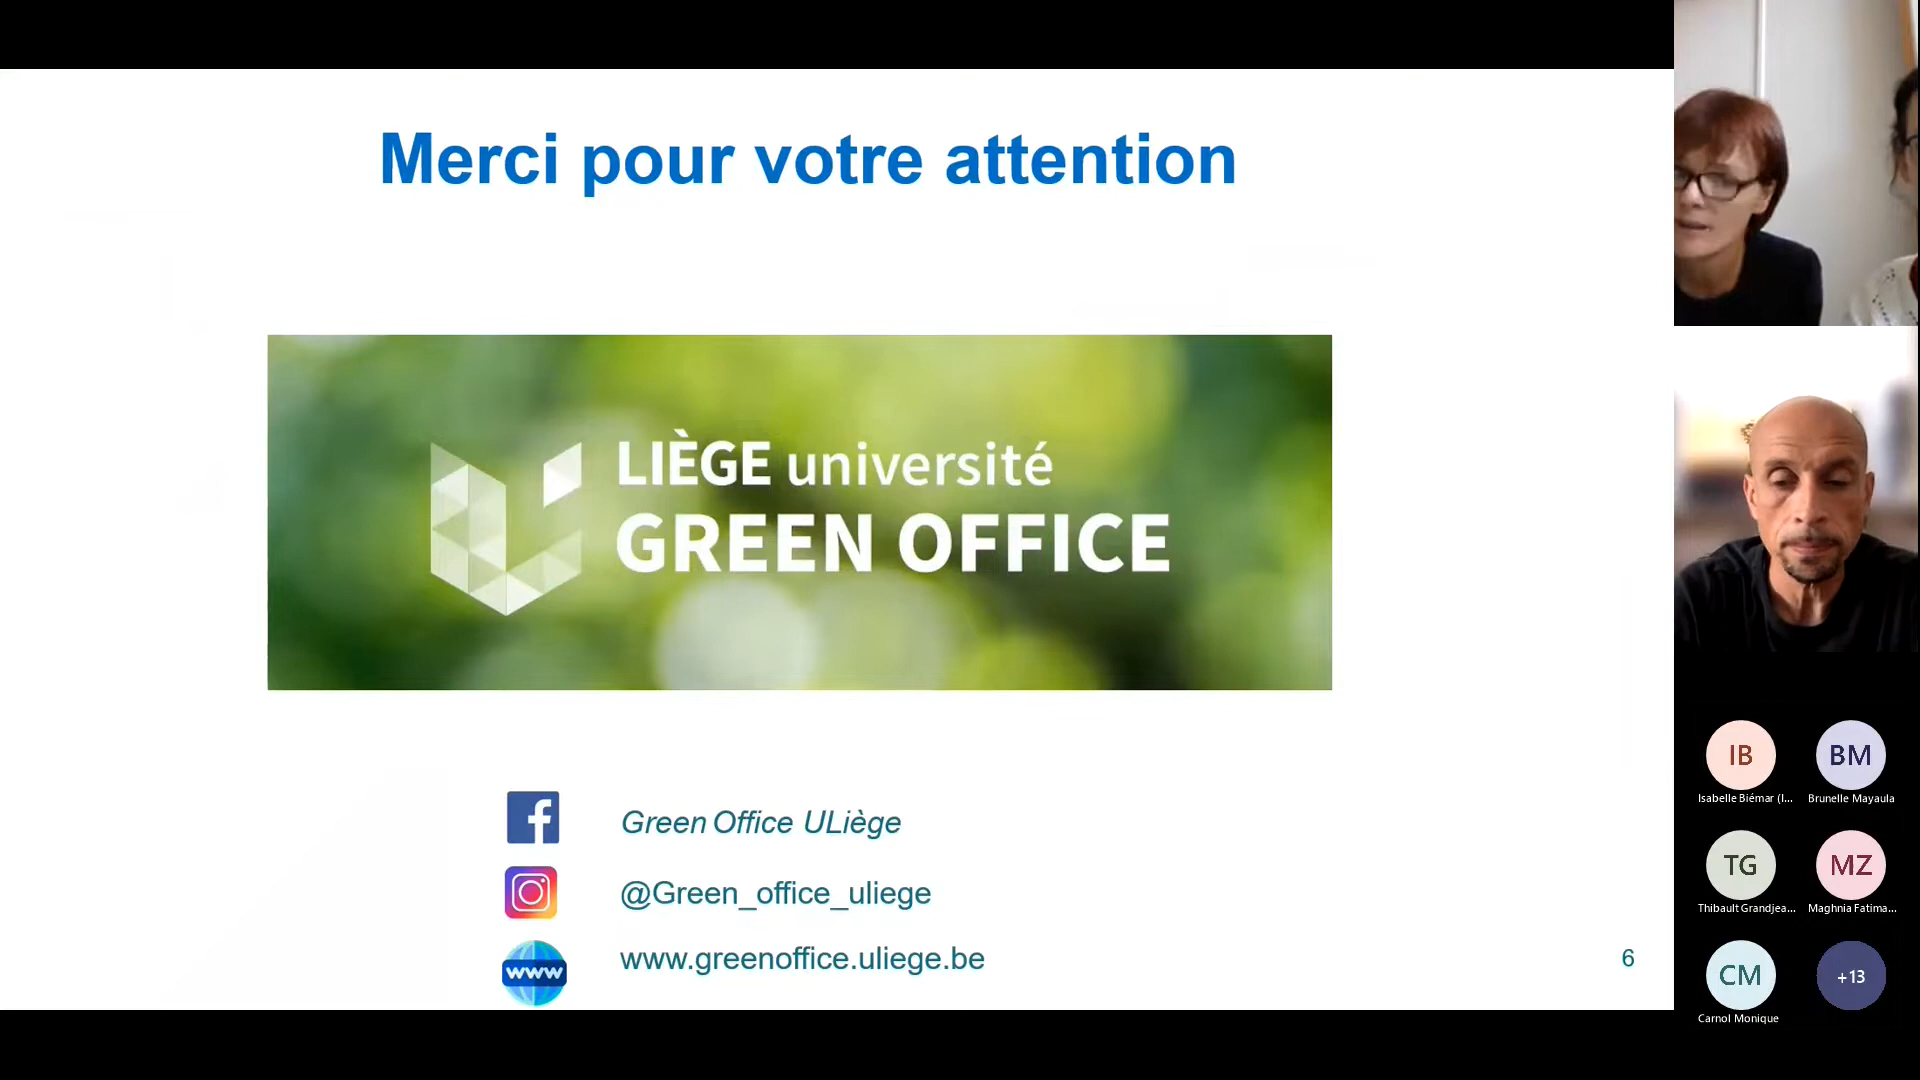 Merci pour votre attention
LIÈGE université
GREEN OFFICE
Green Office ULiège
@Green_office_uliege
www
www.greenoffice.uliege.be
6
IB
BM
Isabelle Biémar (I...
Brunelle Mayaula
TG
MZ
Thibault Grandjea...
Maghnia Fatima...
CM
+13
Carnol Monique